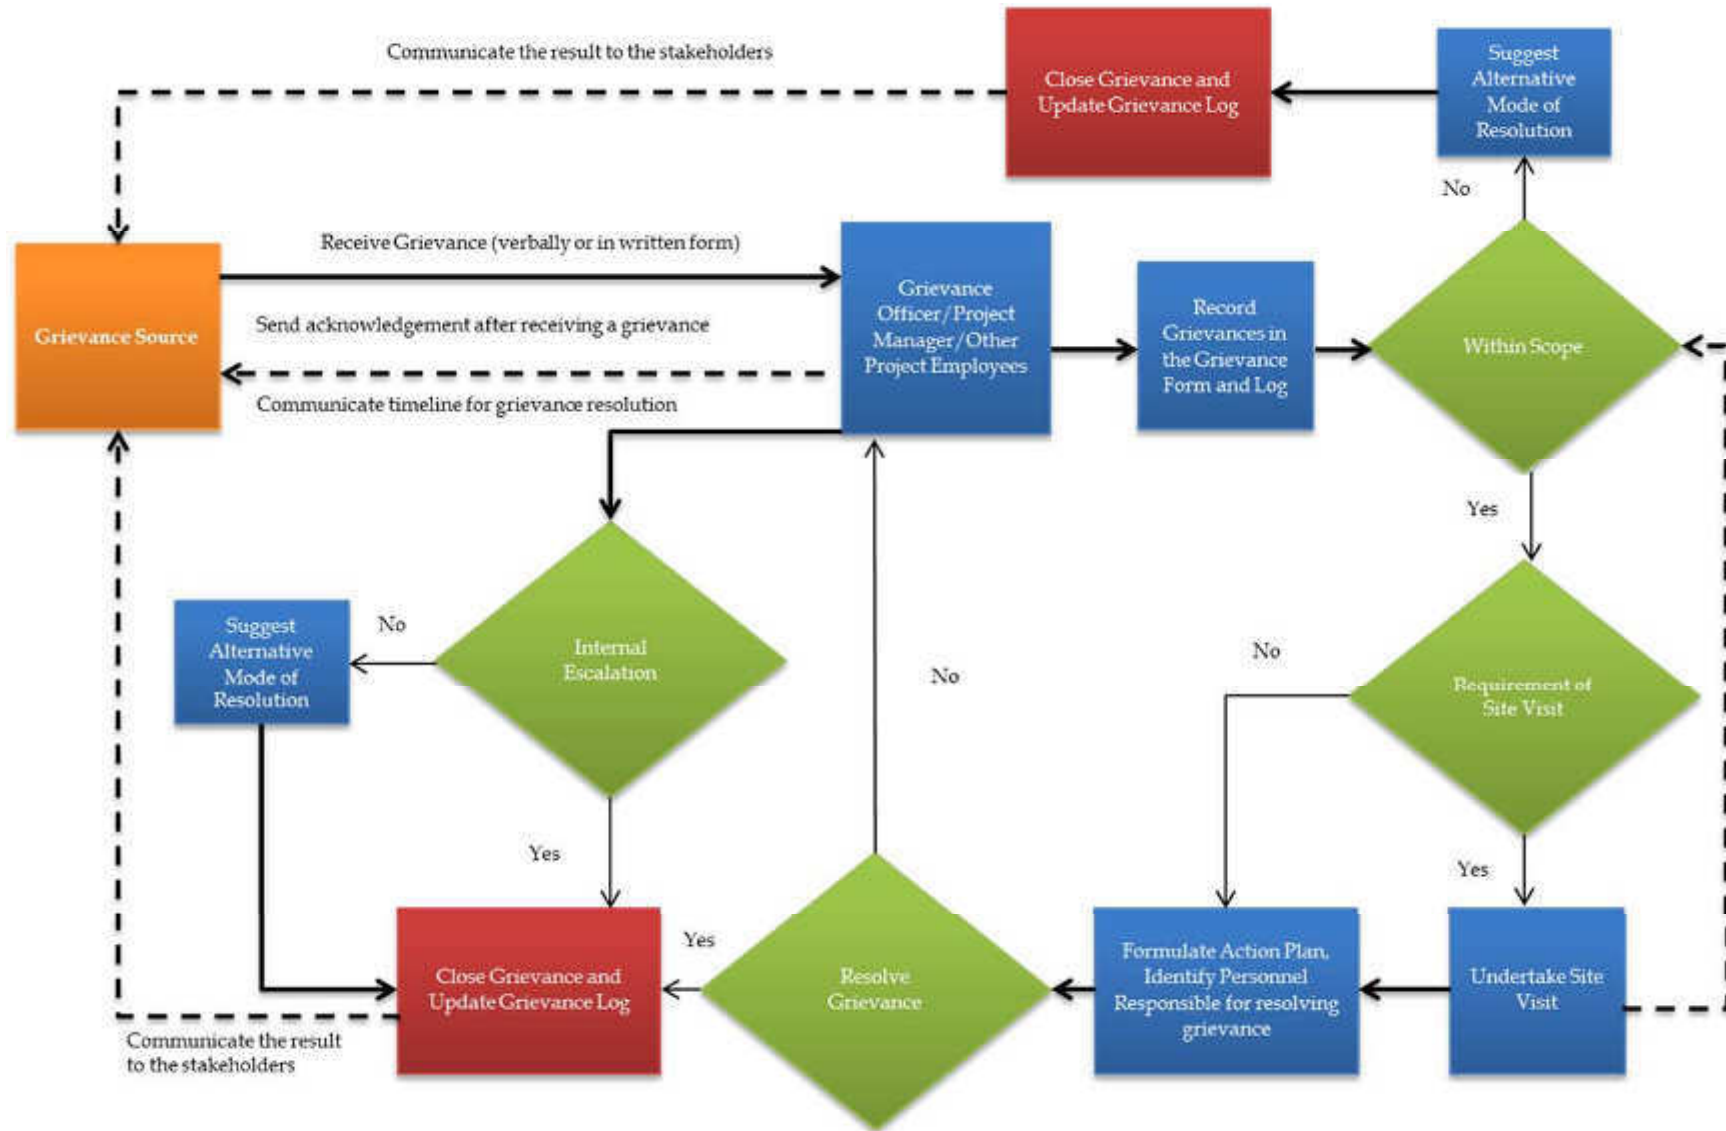 Communicate the result to the stakeholders
Close Grievance and
Update Grievance Log
Suggest
Alternative
Mode of
Resolution
No
Receive Grievance (verbally or in written form)
Grievance Source
Send acknowledgement after receiving a grievance
Communicate timeline for grievance resolution
Grievance
Officer/Project
Manager/Other
Project Employees
Record
Grievances in
the Grievance
Form and Log
Within Scope
Yes
Suggest
Alternative
Mode of
Resolution
No
Internal
Escalation
No
No
Requirement of
Site Visit
Yes
Yes
Close Grievance and
Update Grievance Log
Yes
Resolve
Grievance
Formulate Action Plan,
Identify Personnel
Responsible for resolving
grievance
Undertake Site
Visit
Communicate the result
to the stakeholders